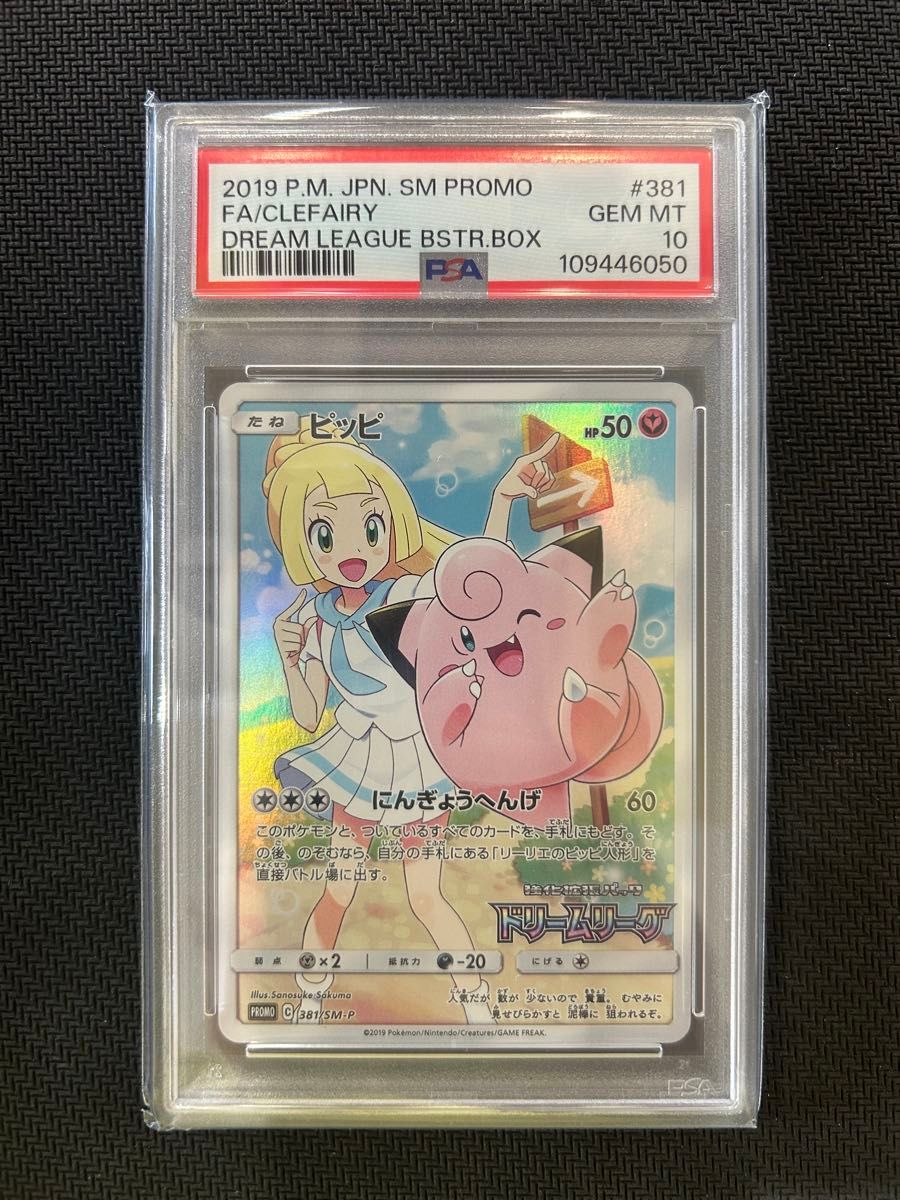 2019 P.M. JPN. SM PROMO #381
FA/CLEFAIRY GEM MT
DREAM LEAGUE BSTR.BOX 10
PSA 109446050
たね ピッピ HP50
にんぎょうへんげ 60
このポケモンと、ついているすべてのカードを、手札にもどす。そ
の後、のぞむなら、自分の手札にある「リーリエのピッピ人形」を
直接バトル場に出す。
強化拡張パック
ドリームリーグ
弱点 ×2 抵抗力 -20 にげる
Illus.Sanosuke Sakuma
人気だが 数が 少ないので 貴重。 むやみに
見せびらかすと 泥棒に 狙われるぞ。
PROMO C 381/SM-P
©2019 Pokémon/Nintendo/Creatures/GAME FREAK.
PSA